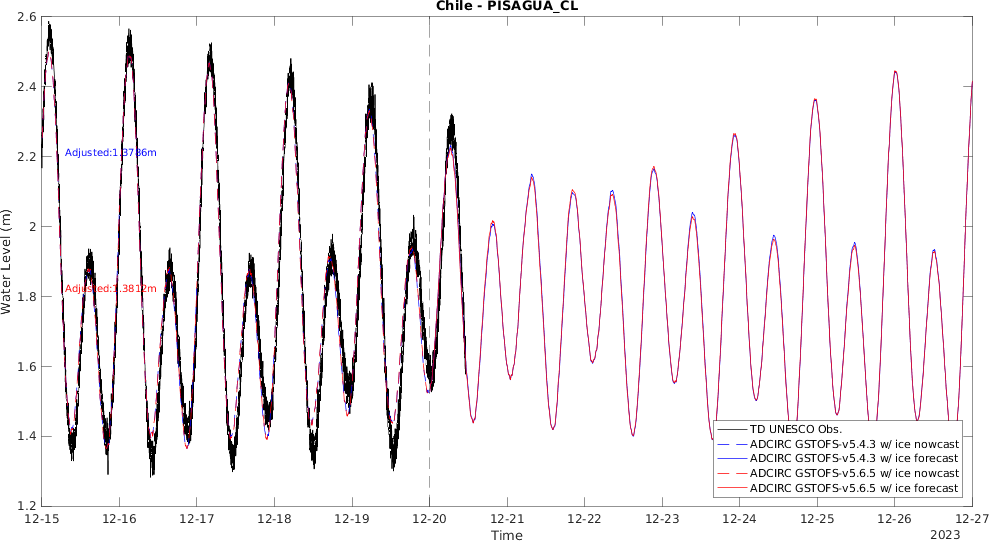 Chile - PISAGUA_CL
2.6
2.4
2.2
2
1.8
1.6
1.4
1.2
Water Level (m)
Adjusted:1.3786m
Adjusted:1.3812m
TD UNESCO Obs.
ADCIRC GSTOFS-v5.4.3 w/ ice nowcast
ADCIRC GSTOFS-v5.4.3 w/ ice forecast
ADCIRC GSTOFS-v5.6.5 w/ ice nowcast
ADCIRC GSTOFS-v5.6.5 w/ ice forecast
12-15 12-16 12-17 12-18 12-19 12-20 12-21 12-22 12-23 12-24 12-25 12-26 12-27
Time
2023